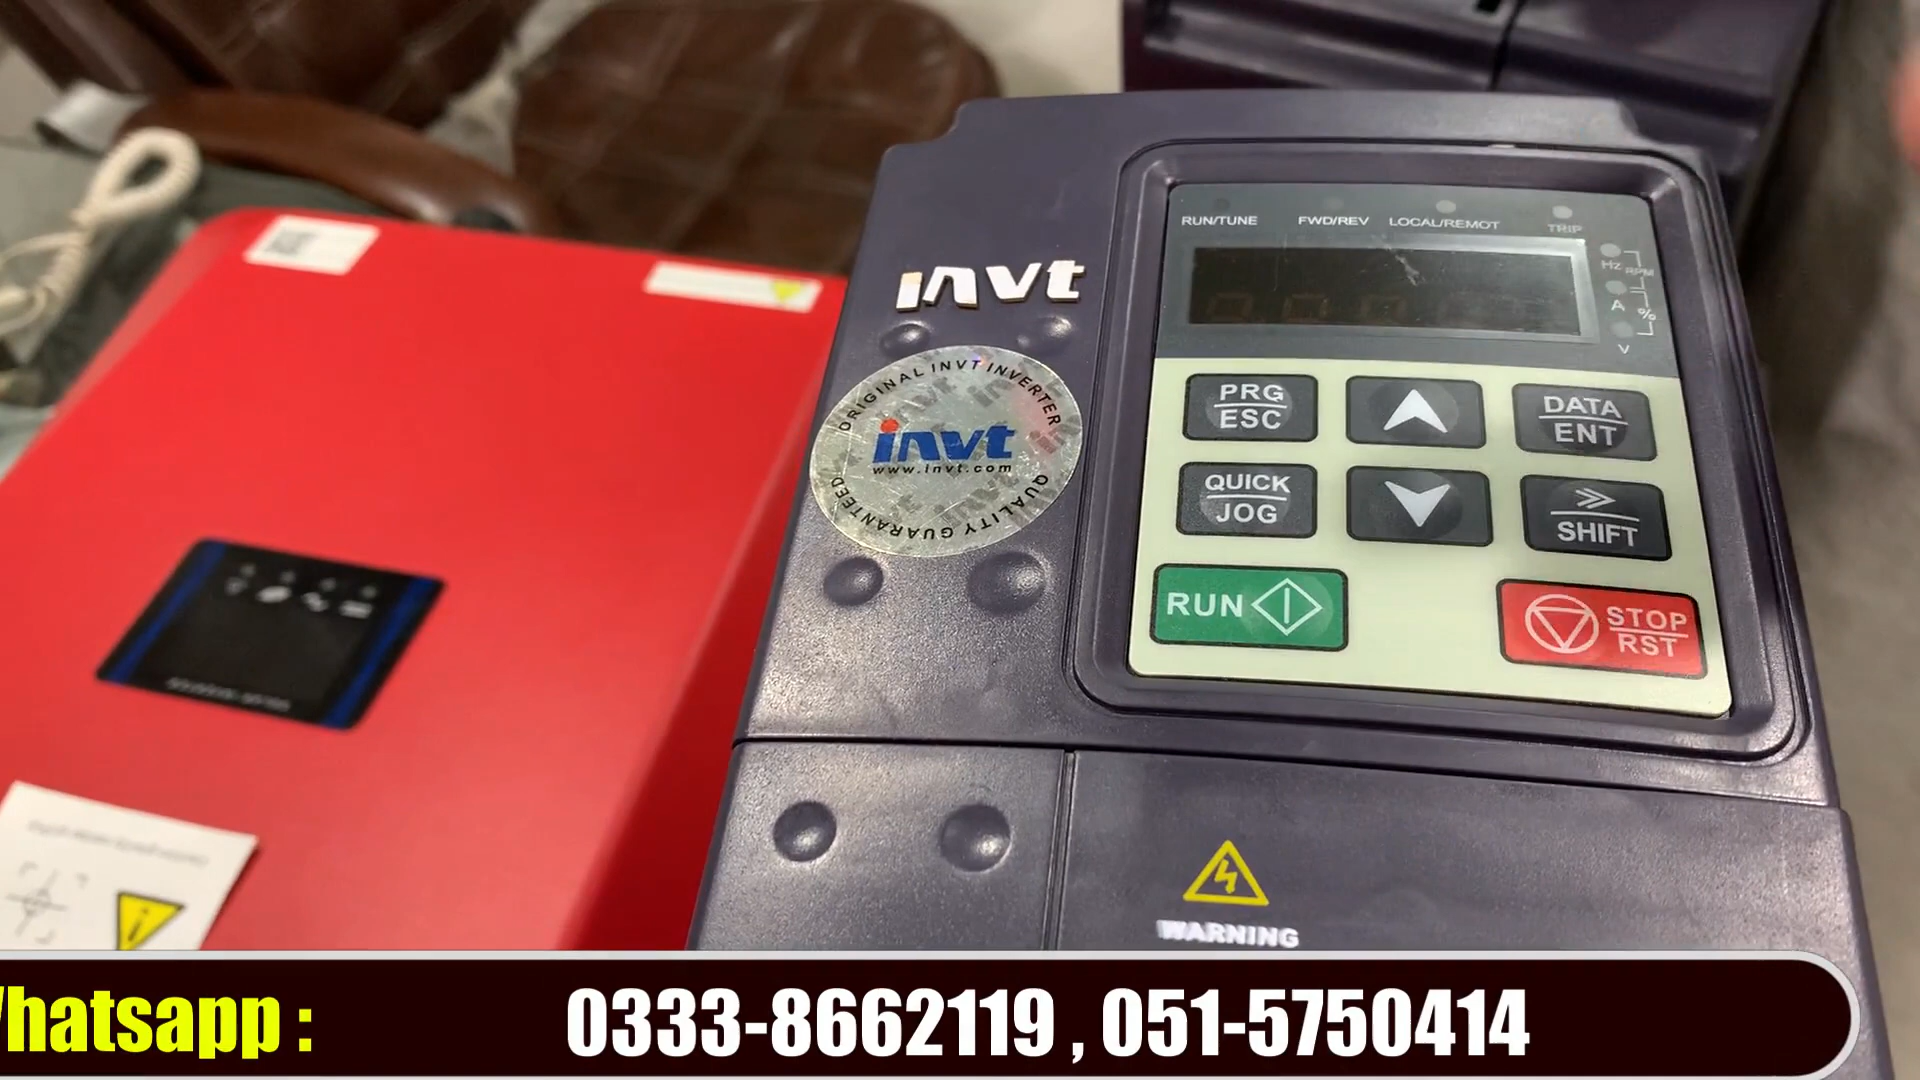 RUN/TUNE FWD/REV LOCAL/REMOT TRIP
Hz RPM
A %
V
invt
ORIGINAL INVT INVERTER
invt
www.invt.com
QUALITY GUARANTEED
PRG
ESC
DATA
ENT
QUICK
JOG
SHIFT
RUN
STOP
RST
WARNING
hatsapp : 0333-8662119 , 051-5750414